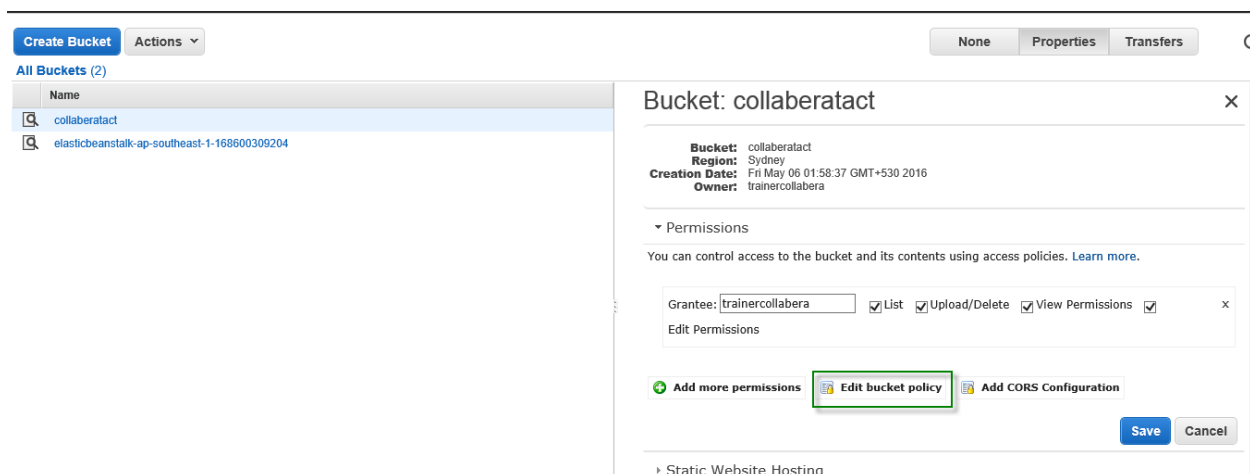 Create Bucket Actions None Properties Transfers
All Buckets (2)
Name
collaberatact
elasticbeanstalk-ap-southeast-1-168600309204
Bucket: collaberatact
Bucket: collaberatact
Region: Sydney
Creation Date: Fri May 06 01:58:37 GMT+530 2016
Owner: trainercollabera
Permissions
You can control access to the bucket and its contents using access policies. Learn more.
Grantee: trainercollabera List Upload/Delete View Permissions x
Edit Permissions
Add more permissions Edit bucket policy Add CORS Configuration
Save Cancel
Static Website Hosting